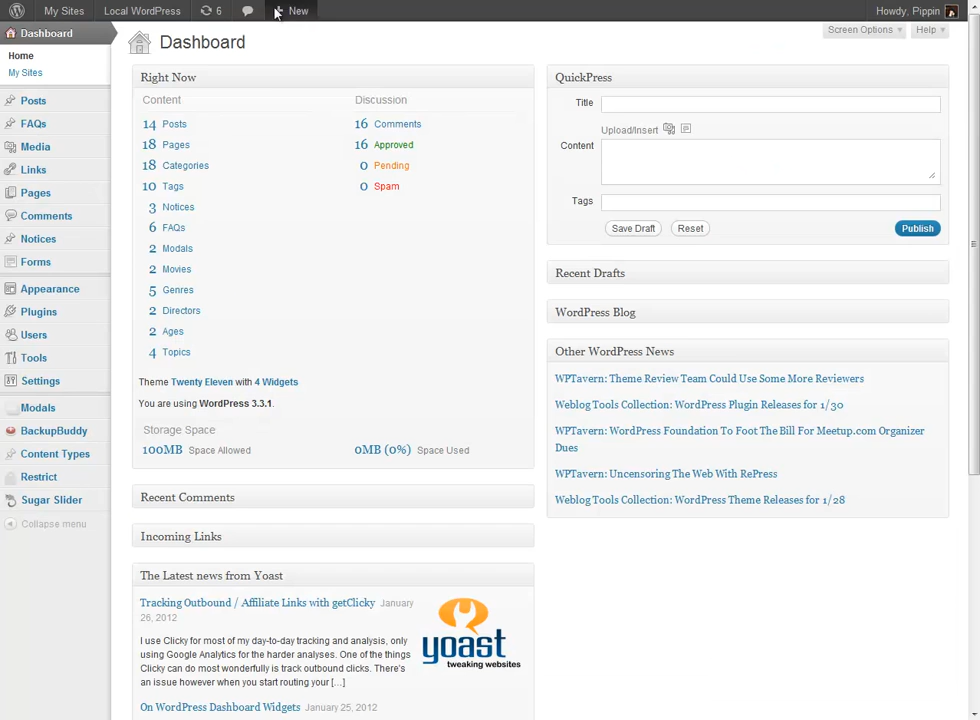 My Sites
Local WordPress
6
New
Howdy, Pippin
Dashboard
Home
My Sites
Posts
FAQs
Media
Links
Pages
Comments
Notices
Forms
Appearance
Plugins
Users
Tools
Settings
Modals
BackupBuddy
Content Types
Restrict
Sugar Slider
Collapse menu
Dashboard
Screen Options
Help
Right Now
Content
14 Posts
18 Pages
18 Categories
10 Tags
3 Notices
6 FAQs
2 Modals
2 Movies
5 Genres
2 Directors
2 Ages
4 Topics
Discussion
16 Comments
16 Approved
0 Pending
0 Spam
Theme Twenty Eleven with 4 Widgets
You are using WordPress 3.3.1.
Storage Space
100MB Space Allowed
0MB (0%) Space Used
Recent Comments
Incoming Links
The Latest news from Yoast
Tracking Outbound / Affiliate Links with getClicky January
26, 2012
I use Clicky for most of my day-to-day tracking and analysis, only
using Google Analytics for the harder analyses. One of the things
Clicky can do most wonderfully is track outbound clicks. There's
an issue however when you start routing your [...]
yoast
tweaking websites
On WordPress Dashboard Widgets January 25, 2012
QuickPress
Title
Upload/Insert
Content
Tags
Save Draft
Reset
Publish
Recent Drafts
WordPress Blog
Other WordPress News
WPTavern: Theme Review Team Could Use Some More Reviewers
Weblog Tools Collection: WordPress Plugin Releases for 1/30
WPTavern: WordPress Foundation To Foot The Bill For Meetup.com Organizer
Dues
WPTavern: Uncensoring The Web With RePress
Weblog Tools Collection: WordPress Theme Releases for 1/28